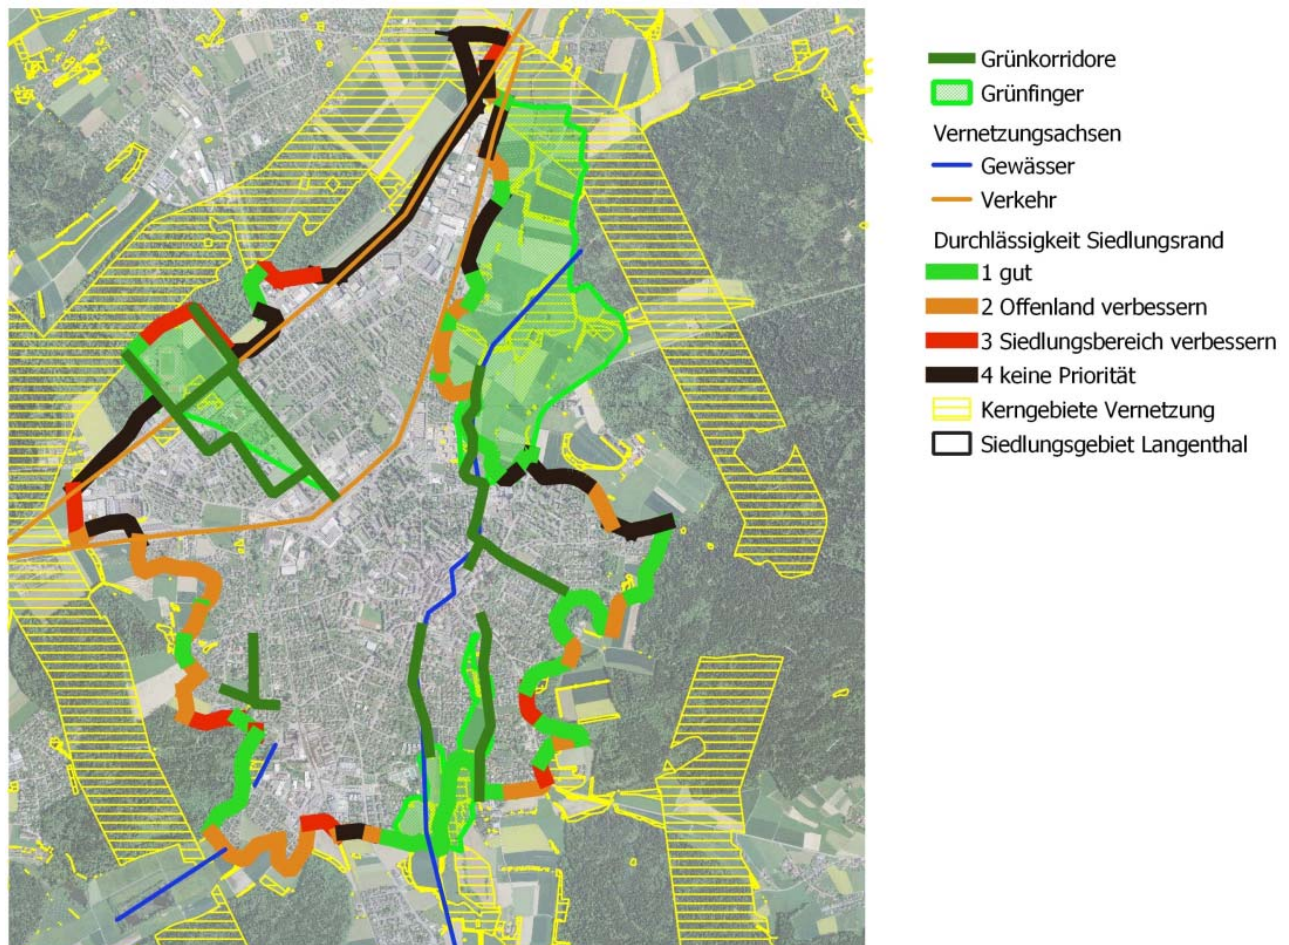 Grünkorridore
Grünfinger
Vernetzungsachsen
Gewässer
Verkehr
Durchlässigkeit Siedlungsrand
1 gut
2 Offenland verbessern
3 Siedlungsbereich verbessern
4 keine Priorität
Kerngebiete Vernetzung
Siedlungsgebiet Langenthal